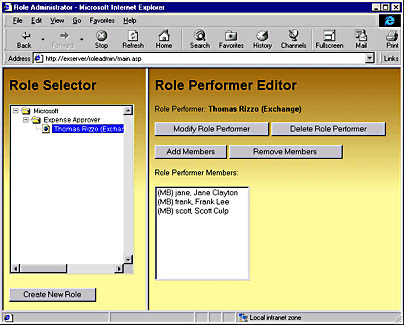 Role Administrator - Microsoft Internet Explorer
File Edit View Go Favorites Help
Back Forward Stop Refresh Home Search Favorites History Channels Fullscreen Mail Print
Address http://exserver/roleadmin/main.asp Links
Role Selector
Microsoft
Expense Approver
Thomas Rizzo (Exchan
Create New Role
Role Performer Editor
Role Performer: Thomas Rizzo (Exchange)
Modify Role Performer Delete Role Performer
Add Members Remove Members
Role Performer Members:
(MB) jane, Jane Clayton
(MB) frank, Frank Lee
(MB) scott, Scott Culp
Local intranet zone